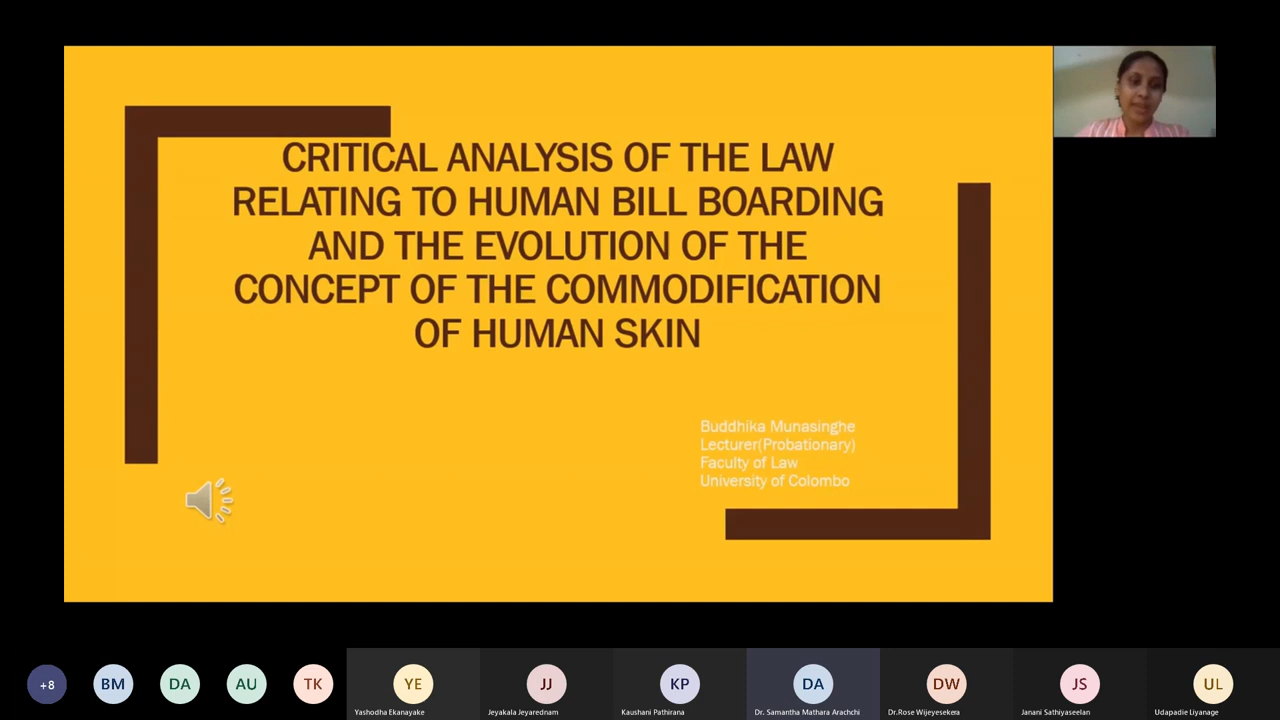 CRITICAL ANALYSIS OF THE LAW
RELATING TO HUMAN BILL BOARDING
AND THE EVOLUTION OF THE
CONCEPT OF THE COMMODIFICATION
OF HUMAN SKIN
Buddhika Munasinghe
Lecturer(Probationary)
Faculty of Law
University of Colombo
+8
BM
DA
AU
TK
YE
Yashodha Ekanayake
JJ
Jeyakala Jeyarednam
KP
Kaushani Pathirana
DA
Dr. Samantha Mathara Arachchi
DW
Dr.Rose Wijeyesekera
JS
Janani Sathiyaseelan
UL
Udapadie Liyanage